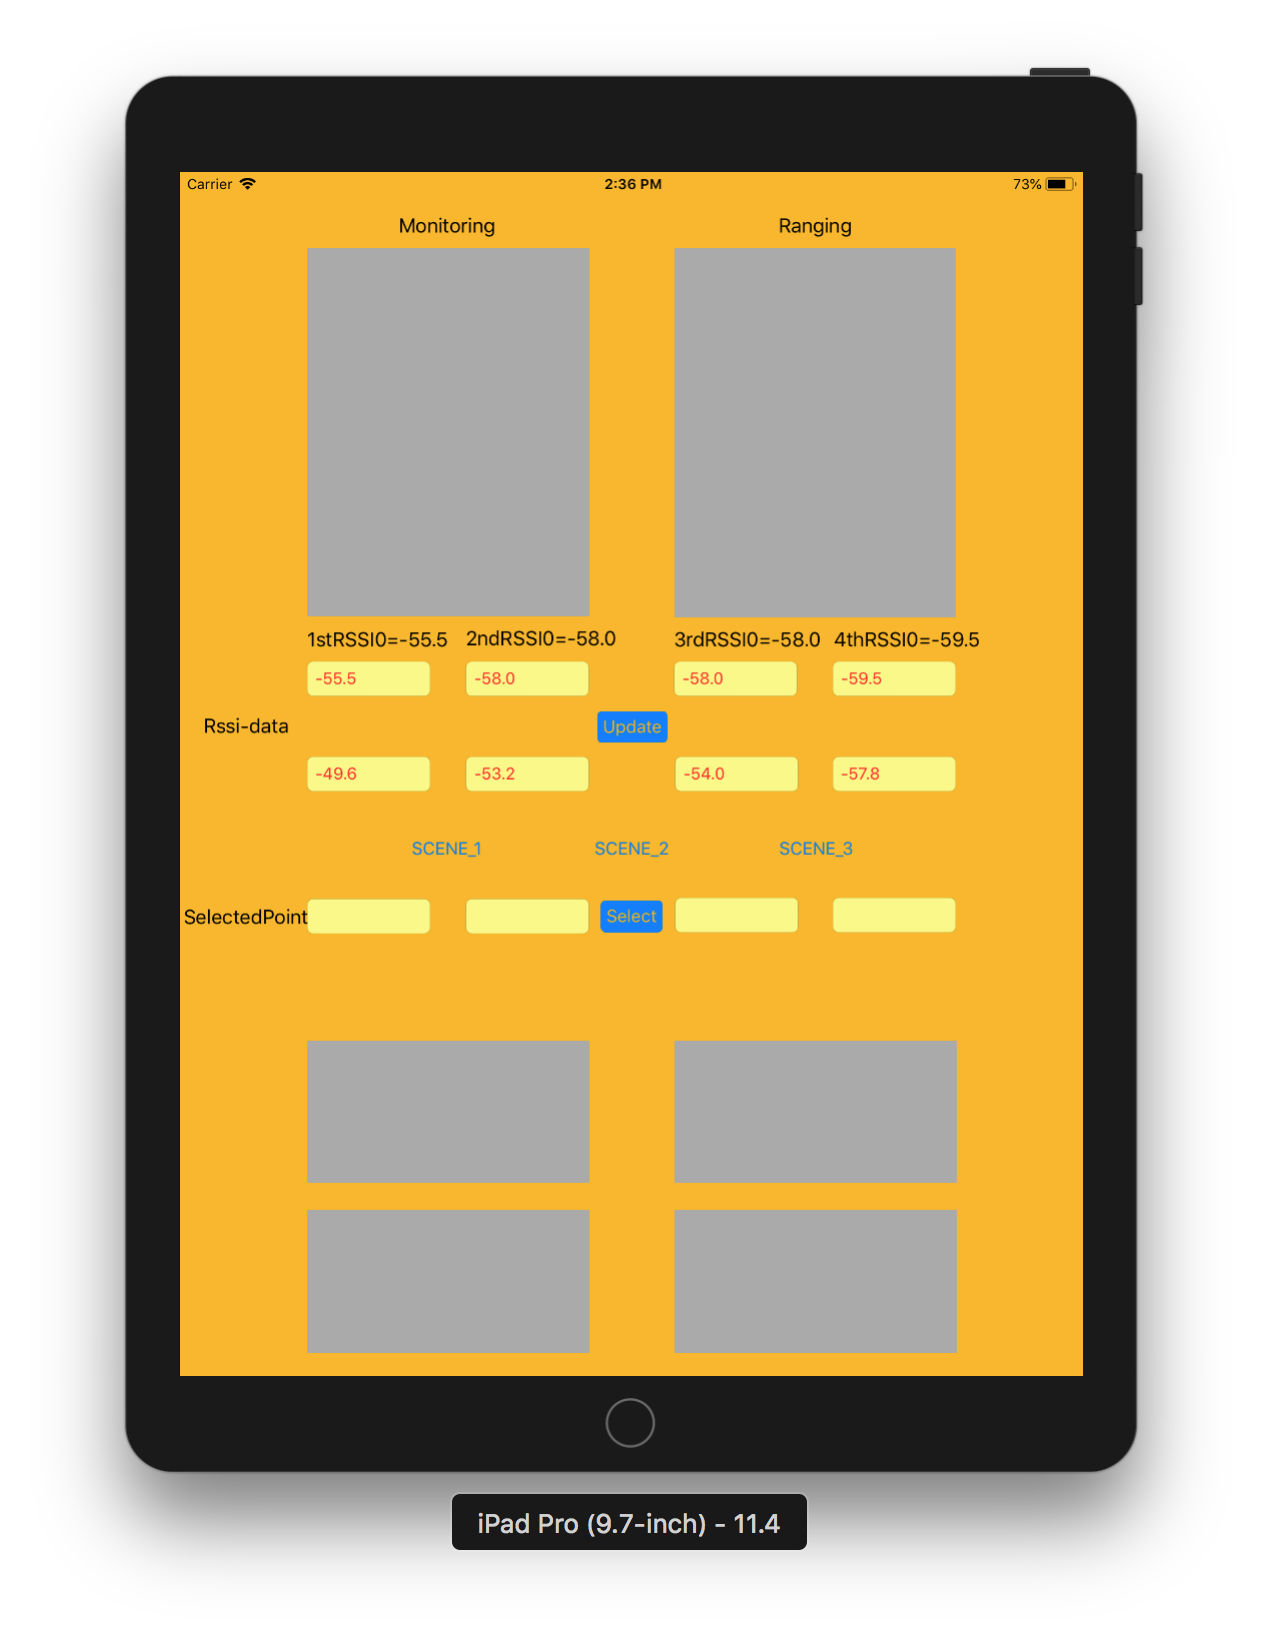 Carrier 2:36 PM 73%
Monitoring Ranging
1stRSSI0=-55.5 2ndRSSI0=-58.0 3rdRSSI0=-58.0 4thRSSI0=-59.5
-55.5 -58.0 -58.0 -59.5
Rssi-data Update
-49.6 -53.2 -54.0 -57.8
SCENE_1 SCENE_2 SCENE_3
SelectedPoint Select
iPad Pro (9.7-inch) - 11.4